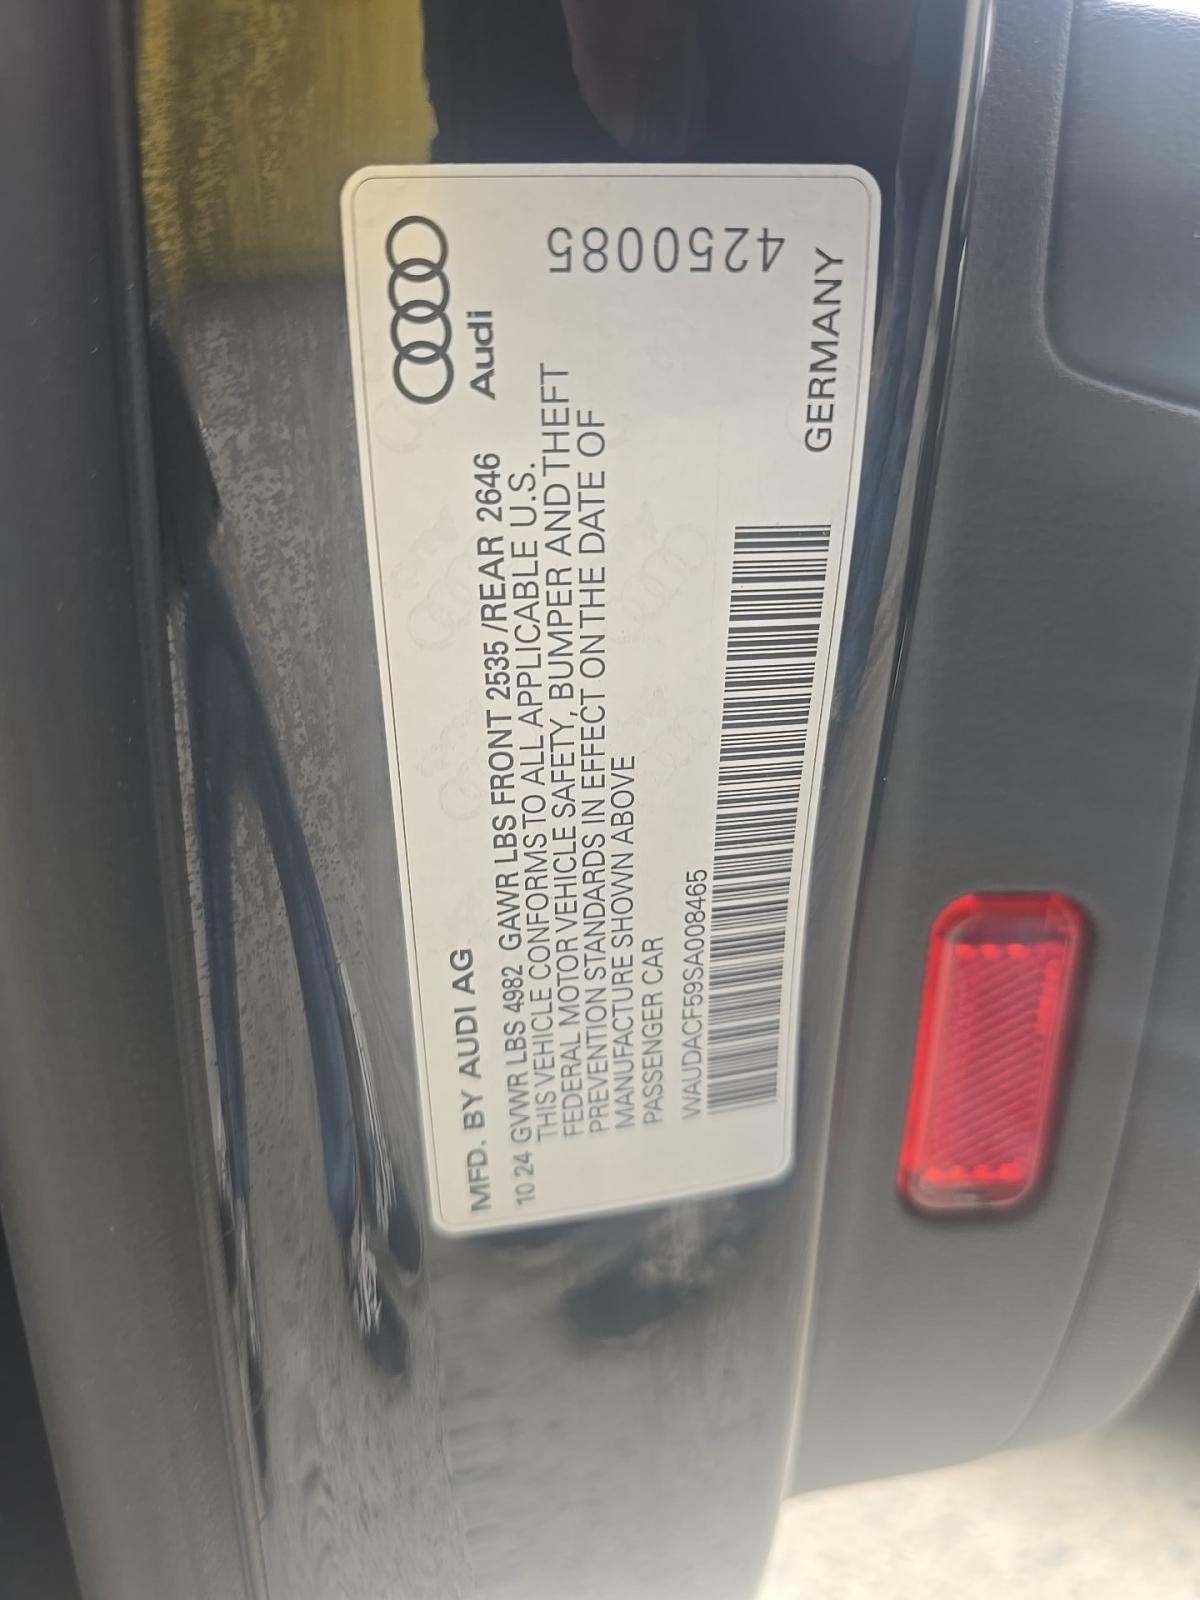 Audi
MFD. BY AUDI AG
10 24 GVWR LBS 4982 GAWR LBS FRONT 2535 /REAR 2646
THIS VEHICLE CONFORMS TO ALL APPLICABLE U.S.
FEDERAL MOTOR VEHICLE SAFETY, BUMPER AND THEFT
PREVENTION STANDARDS IN EFFECT ON THE DATE OF
MANUFACTURE SHOWN ABOVE
PASSENGER CAR
WAUDACF59SA008465
GERMANY
4250085